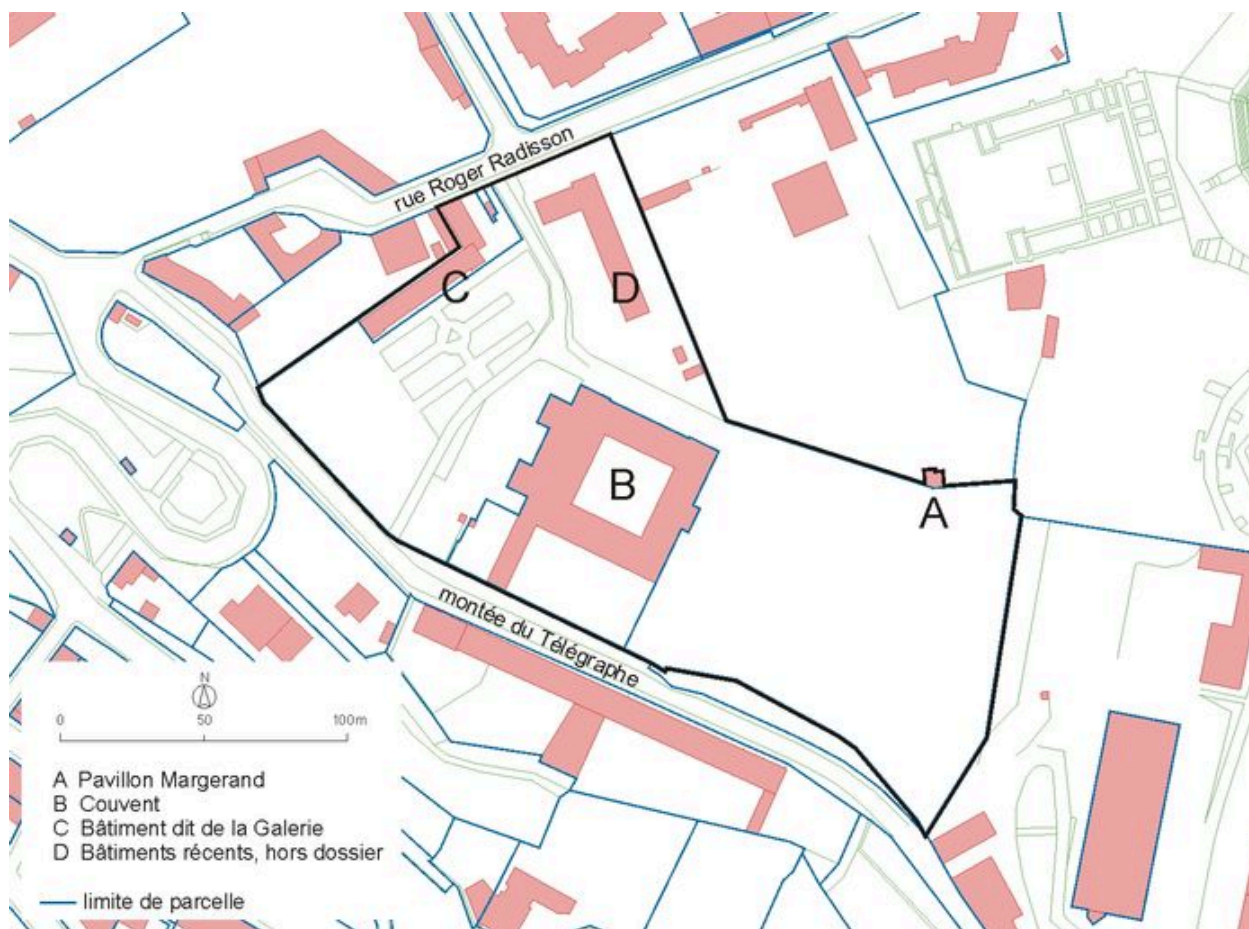 rue Roger Radisson
C
D
B
A
montée du Télégraphe
N
0 50 100m
A Pavillon Margerand
B Couvent
C Bâtiment dit de la Galerie
D Bâtiments récents, hors dossier
limite de parcelle